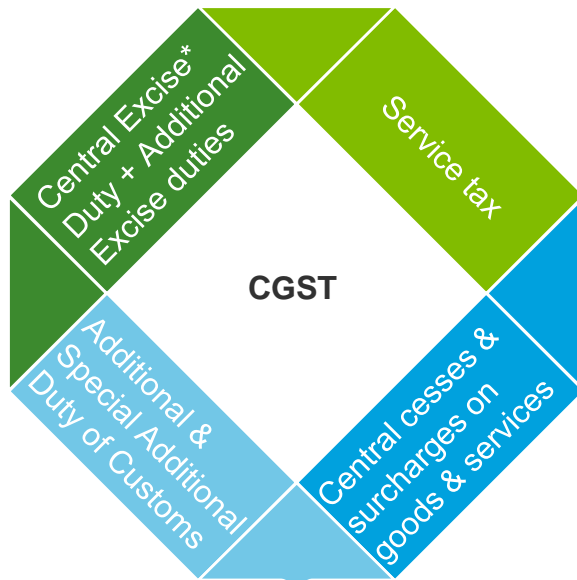 Central Excise*
Duty + Additional
Excise duties
Service tax
CGST
Additional &
Special Additional
Duty of Customs
Central cesses &
surcharges on
goods & services